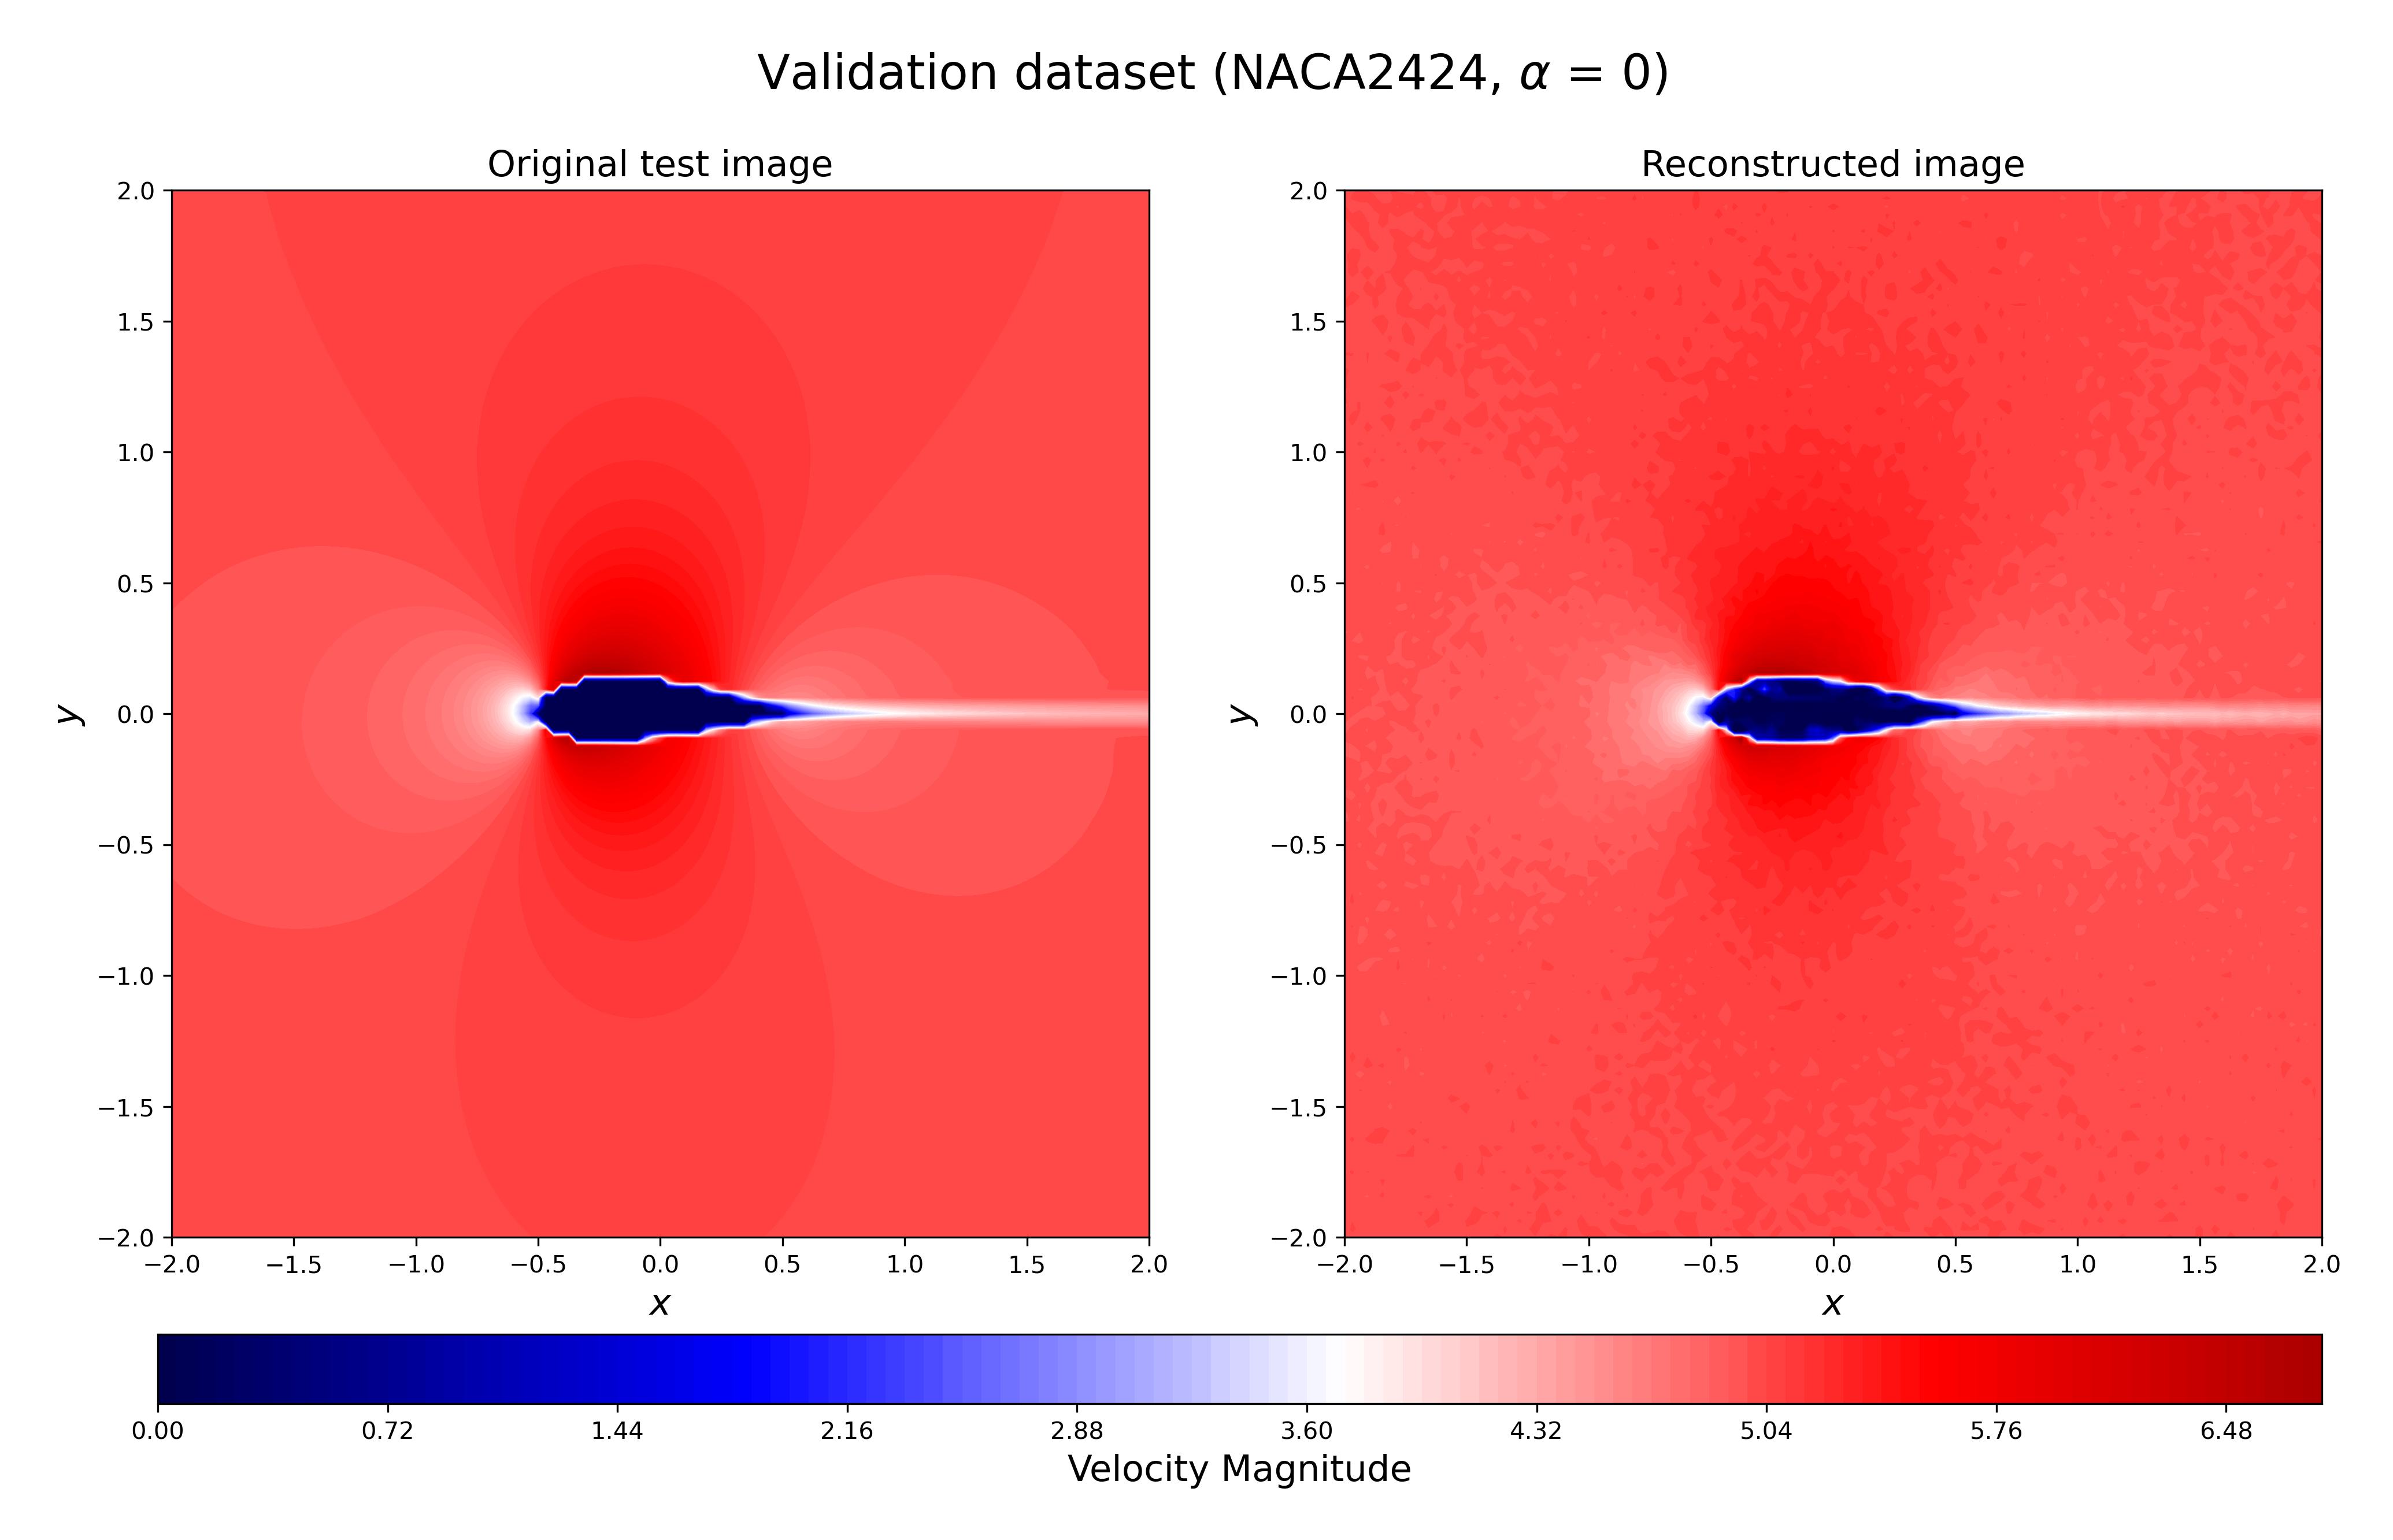 Validation dataset (NACA2424, α = 0)
Original test image
2.0
1.5
1.0
0.5
0.0
−0.5
−1.0
−1.5
−2.0
y
−2.0 −1.5 −1.0 −0.5 0.0 0.5 1.0 1.5 2.0
x
Reconstructed image
2.0
1.5
1.0
0.5
0.0
−0.5
−1.0
−1.5
−2.0
y
−2.0 −1.5 −1.0 −0.5 0.0 0.5 1.0 1.5 2.0
x
0.00 0.72 1.44 2.16 2.88 3.60 4.32 5.04 5.76 6.48
Velocity Magnitude